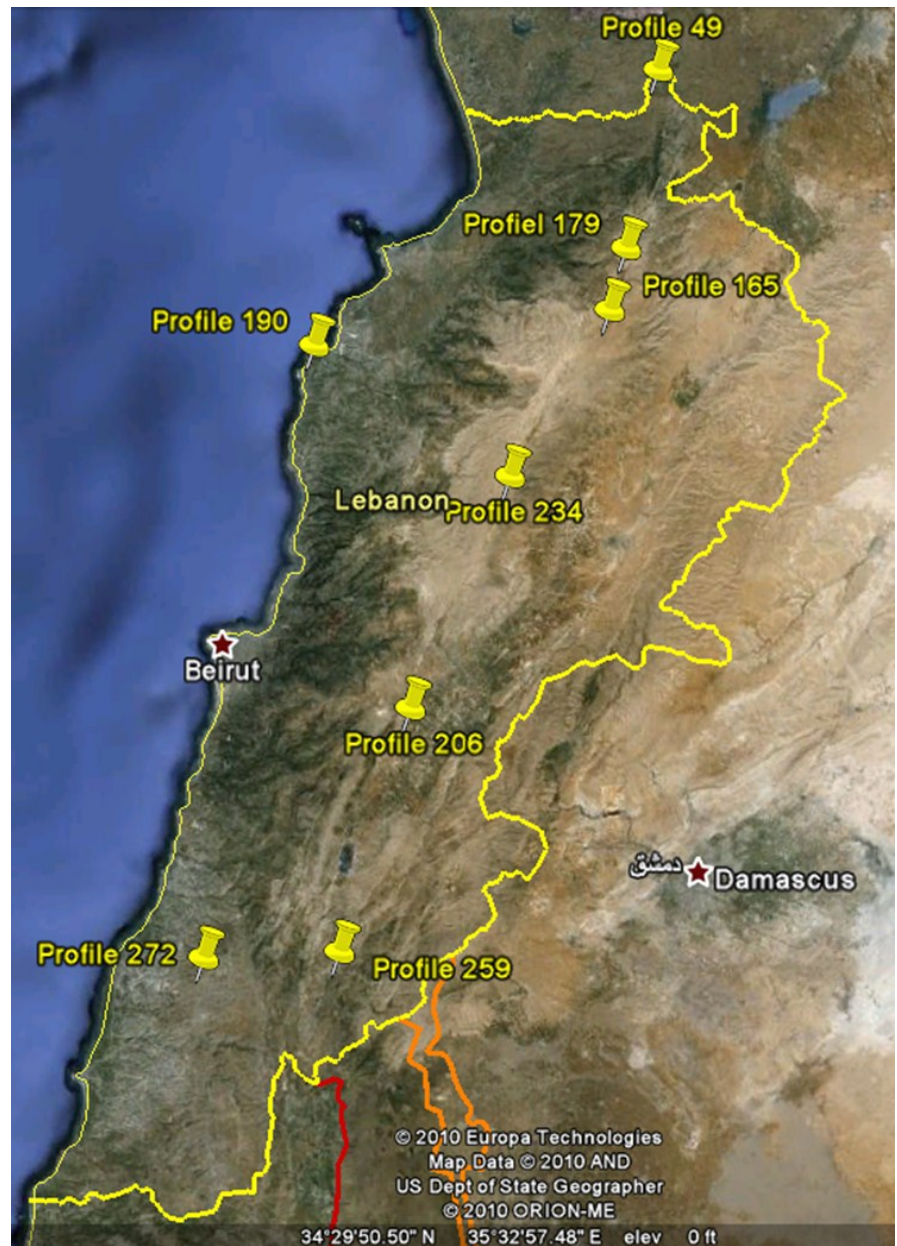 Profile 49
Profiel 179
Profile 165
Profile 190
Lebanon
Profile 234
Beirut
Profile 206
دمشق
Damascus
Profile 272
Profile 259
© 2010 Europa Technologies
Map Data © 2010 AND
US Dept of State Geographer
© 2010 ORION-ME
34°29'50.50" N 35°32'57.48" E elev 0 ft